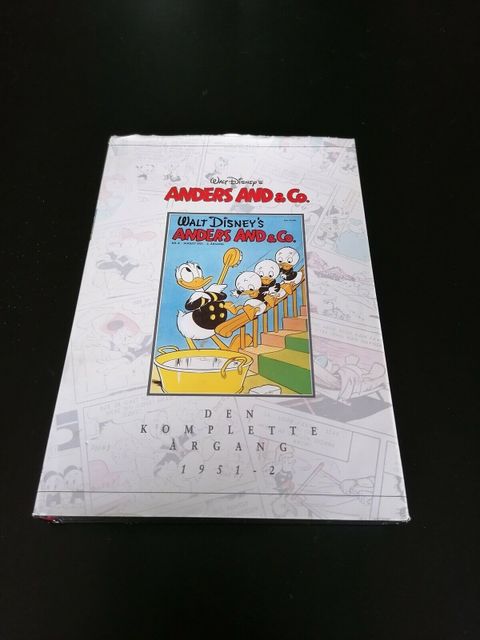 Walt Disney's
ANDERS AND & Co.
WALT DISNEY'S
ANDERS AND & Co.
DEN
KOMPLETTE
ÅRGANG
1951-2